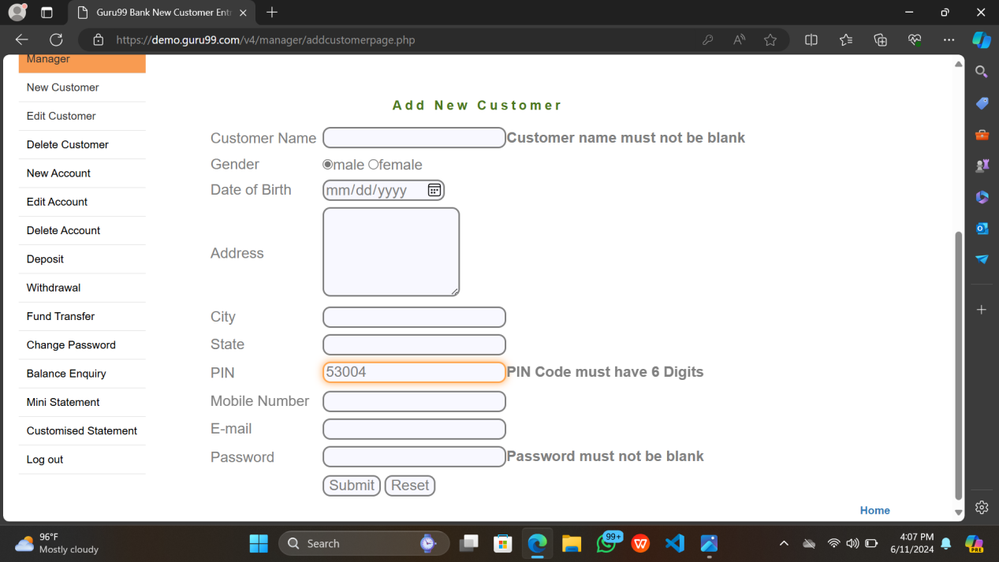 Guru99 Bank New Customer Entr
https://demo.guru99.com/v4/manager/addcustomerpage.php
Manager
New Customer
Edit Customer
Delete Customer
New Account
Edit Account
Delete Account
Deposit
Withdrawal
Fund Transfer
Change Password
Balance Enquiry
Mini Statement
Customised Statement
Log out
Add New Customer
Customer Name Customer name must not be blank
Gender male female
Date of Birth mm/dd/yyyy
Address
City
State
PIN 53004 PIN Code must have 6 Digits
Mobile Number
E-mail
Password Password must not be blank
Submit Reset
Home
96°F
Mostly cloudy
Search
99+
4:07 PM
6/11/2024
PRE